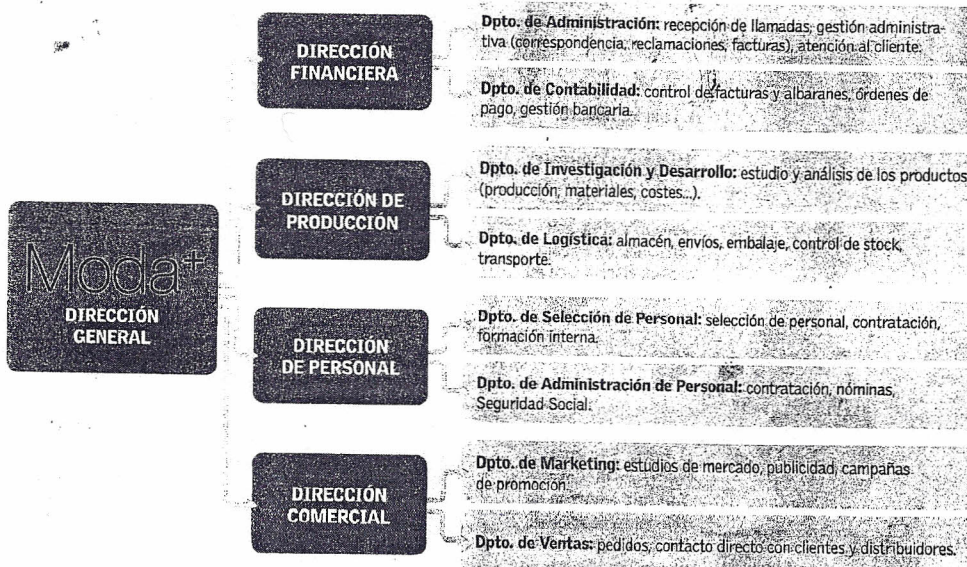 Moda+
DIRECCIÓN
GENERAL
DIRECCIÓN
FINANCIERA
Dpto. de Administración: recepción de llamadas, gestión administra-
tiva (correspondencia, reclamaciones, facturas), atención al cliente.
Dpto. de Contabilidad: control de facturas y albaranes, órdenes de
pago, gestión bancaria.
DIRECCIÓN DE
PRODUCCIÓN
Dpto. de Investigación y Desarrollo: estudio y análisis de los productos
(producción, materiales, costes...).
Dpto. de Logística: almacén, envíos, embalaje, control de stock,
transporte.
DIRECCIÓN
DE PERSONAL
Dpto. de Selección de Personal: selección de personal, contratación,
formación interna.
Dpto. de Administración de Personal: contratación, nóminas,
Seguridad Social.
DIRECCIÓN
COMERCIAL
Dpto. de Marketing: estudios de mercado, publicidad, campañas
de promoción.
Dpto. de Ventas: pedidos, contacto directo con clientes y distribuidores.